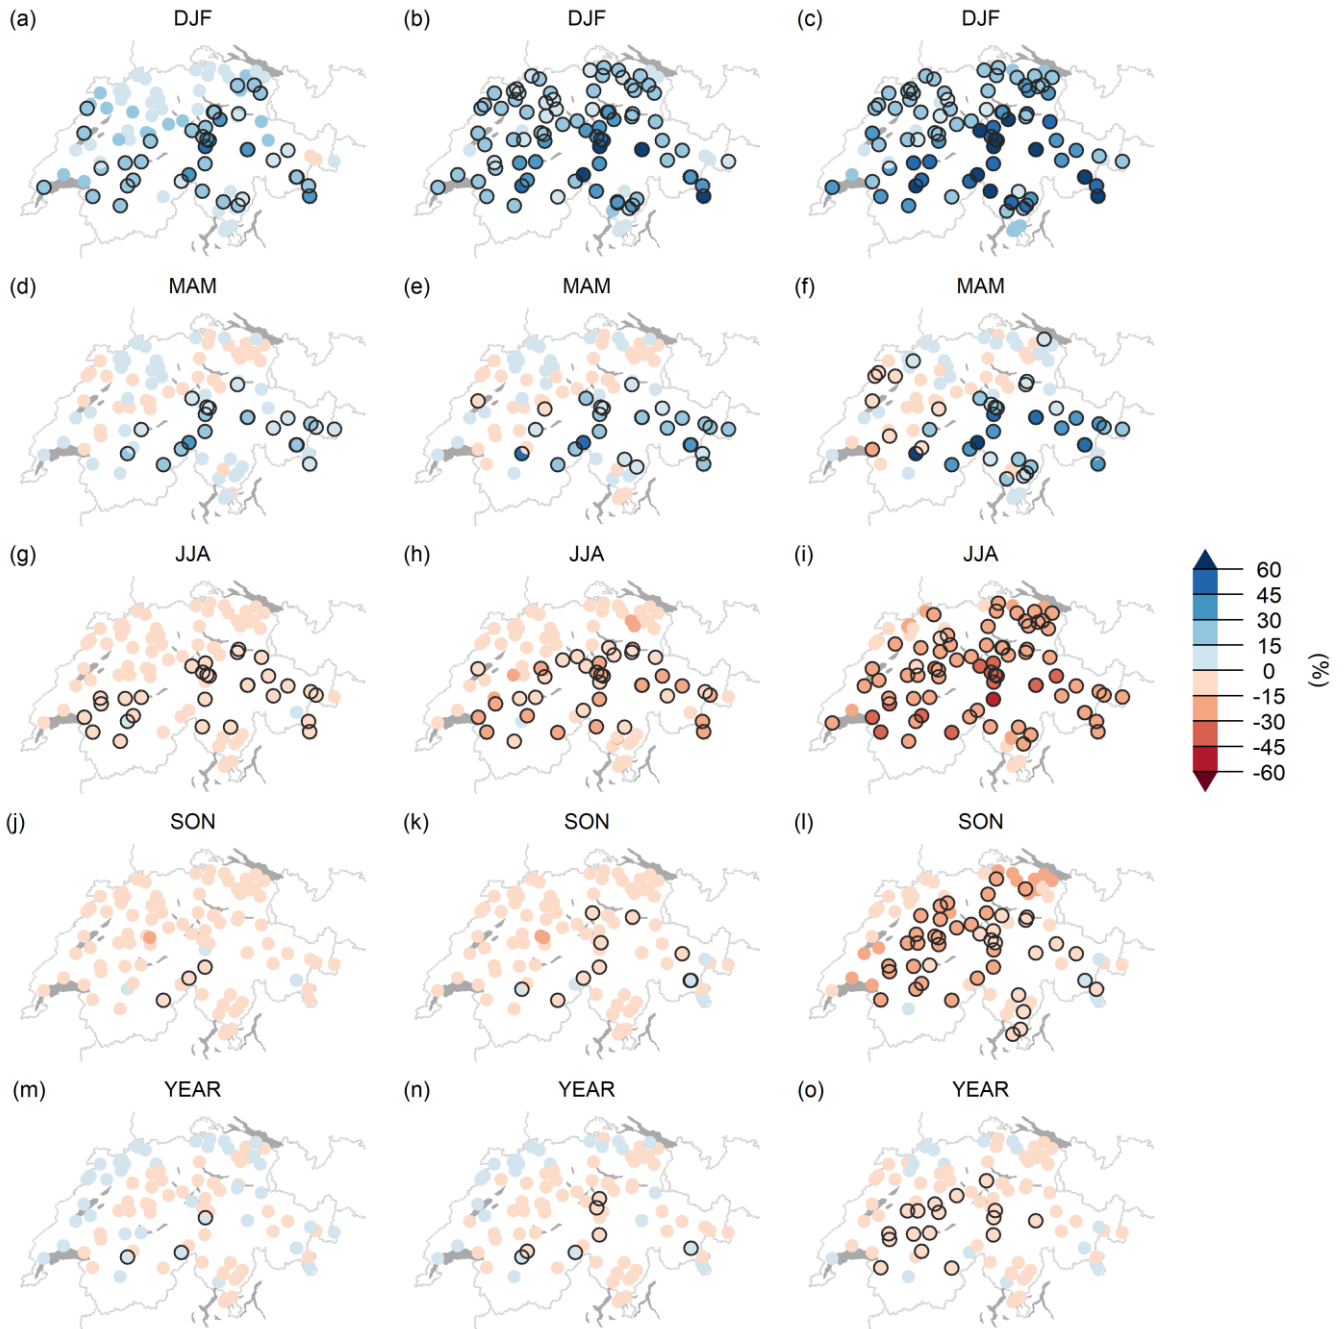 (a) DJF
(b) DJF
(c) DJF
(d) MAM
(e) MAM
(f) MAM
(g) JJA
(h) JJA
(i) JJA
60
45
30
15
0
-15
-30
-45
-60
(%)
(j) SON
(k) SON
(l) SON
(m) YEAR
(n) YEAR
(o) YEAR